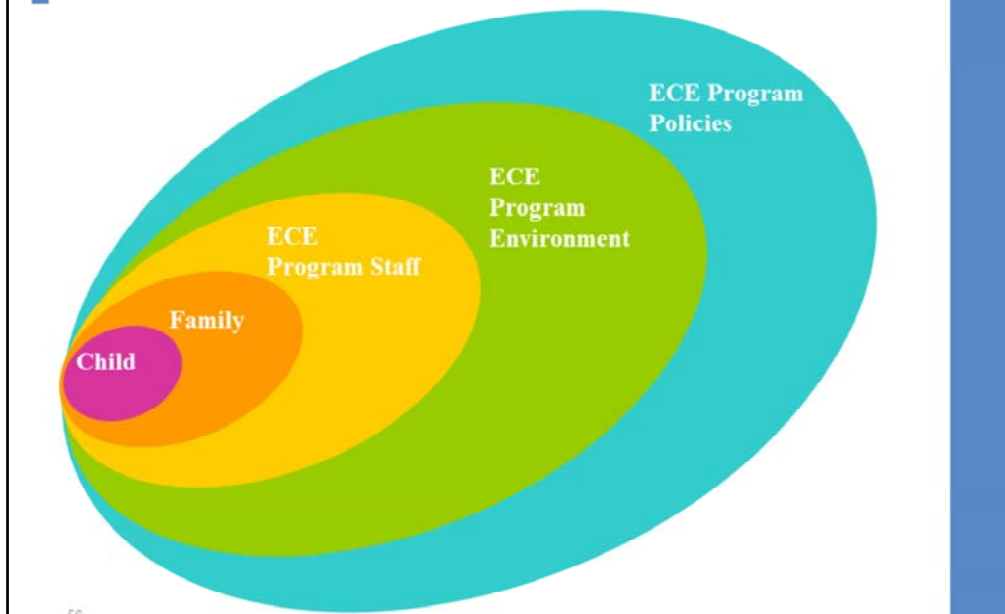 ECE Program
Policies
ECE
Program
Environment
ECE
Program Staff
Family
Child